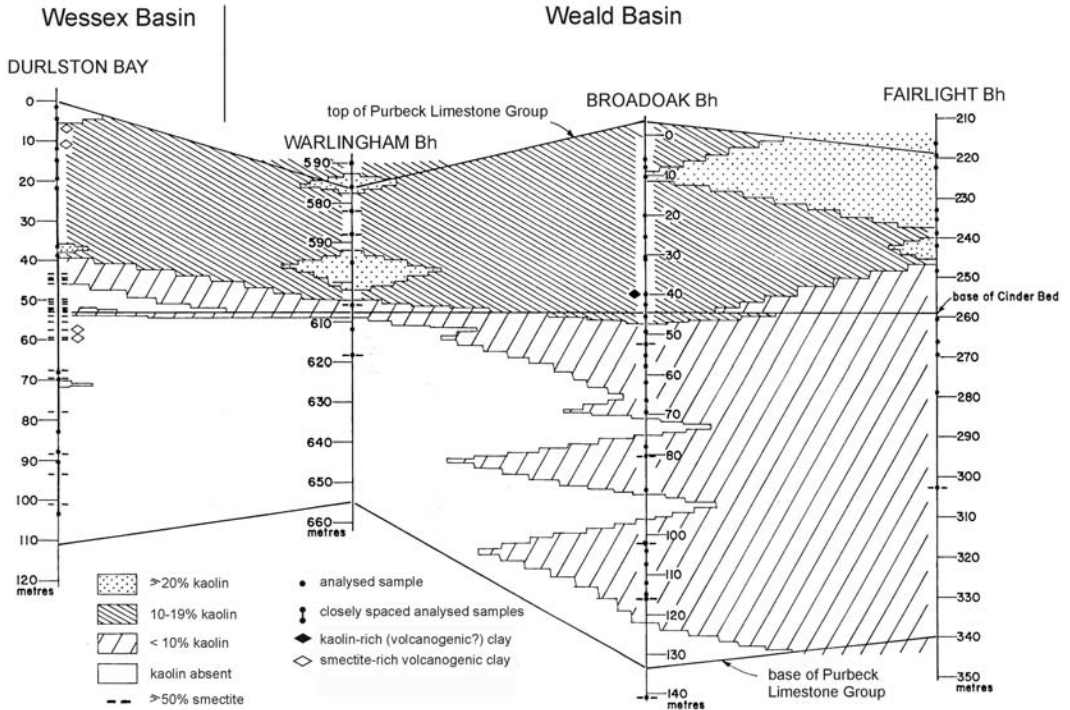 Wessex Basin
Weald Basin
DURLSTON BAY
WARLINGHAM Bh
top of Purbeck Limestone Group
BROADOAK Bh
FAIRLIGHT Bh
0
10
20
30
40
50
60
70
80
90
100
110
120
metres
590
580
590
610
620
630
640
650
660
metres
0
10
20
30
40
50
60
70
80
90
100
110
120
130
140
metres
210
220
230
240
250
260
270
280
290
300
310
320
330
340
350
metres
base of Cinder Bed
base of Purbeck
Limestone Group
≥20% kaolin
10-19% kaolin
< 10% kaolin
kaolin absent
≥50% smectite
analysed sample
closely spaced analysed samples
kaolin-rich (volcanogenic?) clay
smectite-rich volcanogenic clay